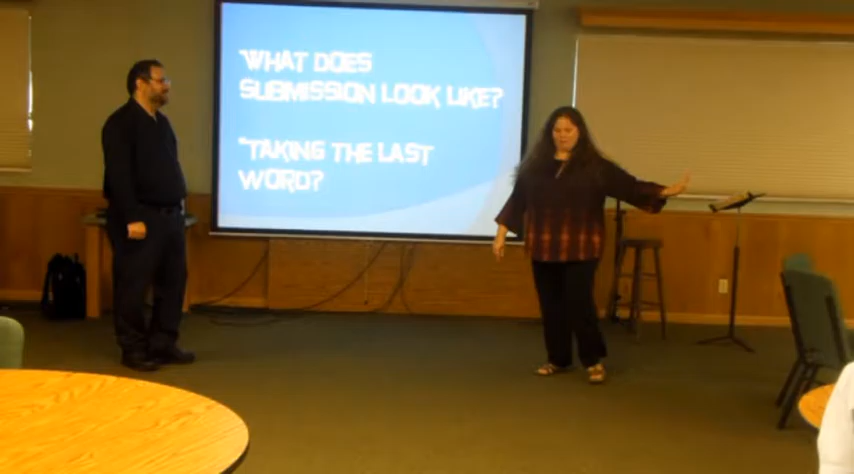 "WHAT DOES
SUBMISSION LOOK LIKE?
"TAKING THE LAST
WORD?